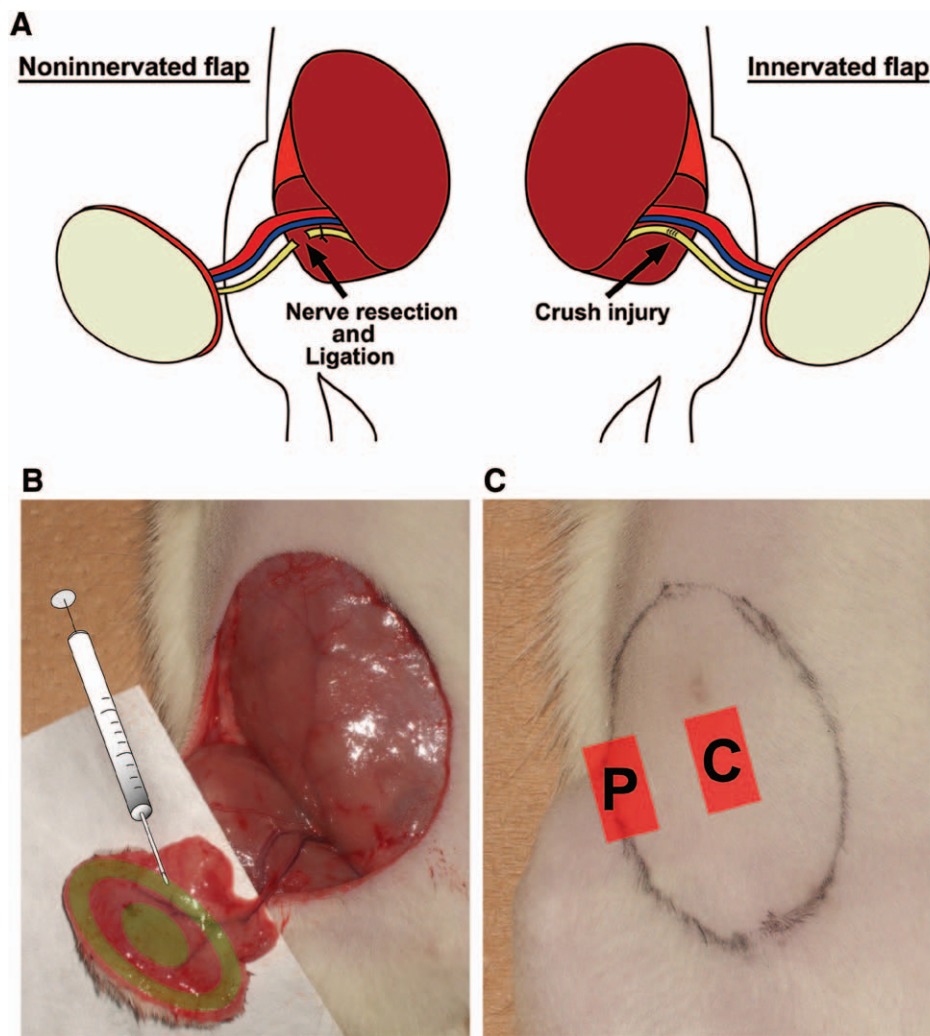 A
Noninnervated flap
Innervated flap
Nerve resection
and
Ligation
Crush injury
B
C
P
C